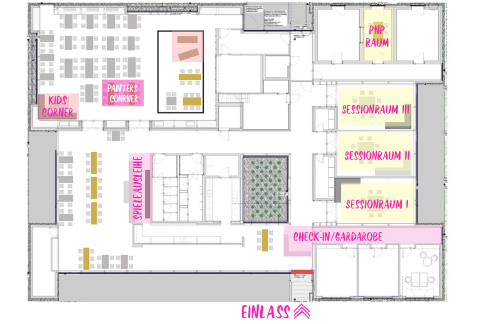 PNP
RAUM
PAINTERS
CORNER
KIDS
CORNER
SESSIONRAUM III
SESSIONRAUM II
SPIELEAUSLEIHE
SESSIONRAUM I
CHECK-IN/GARDAROBE
EINLASS